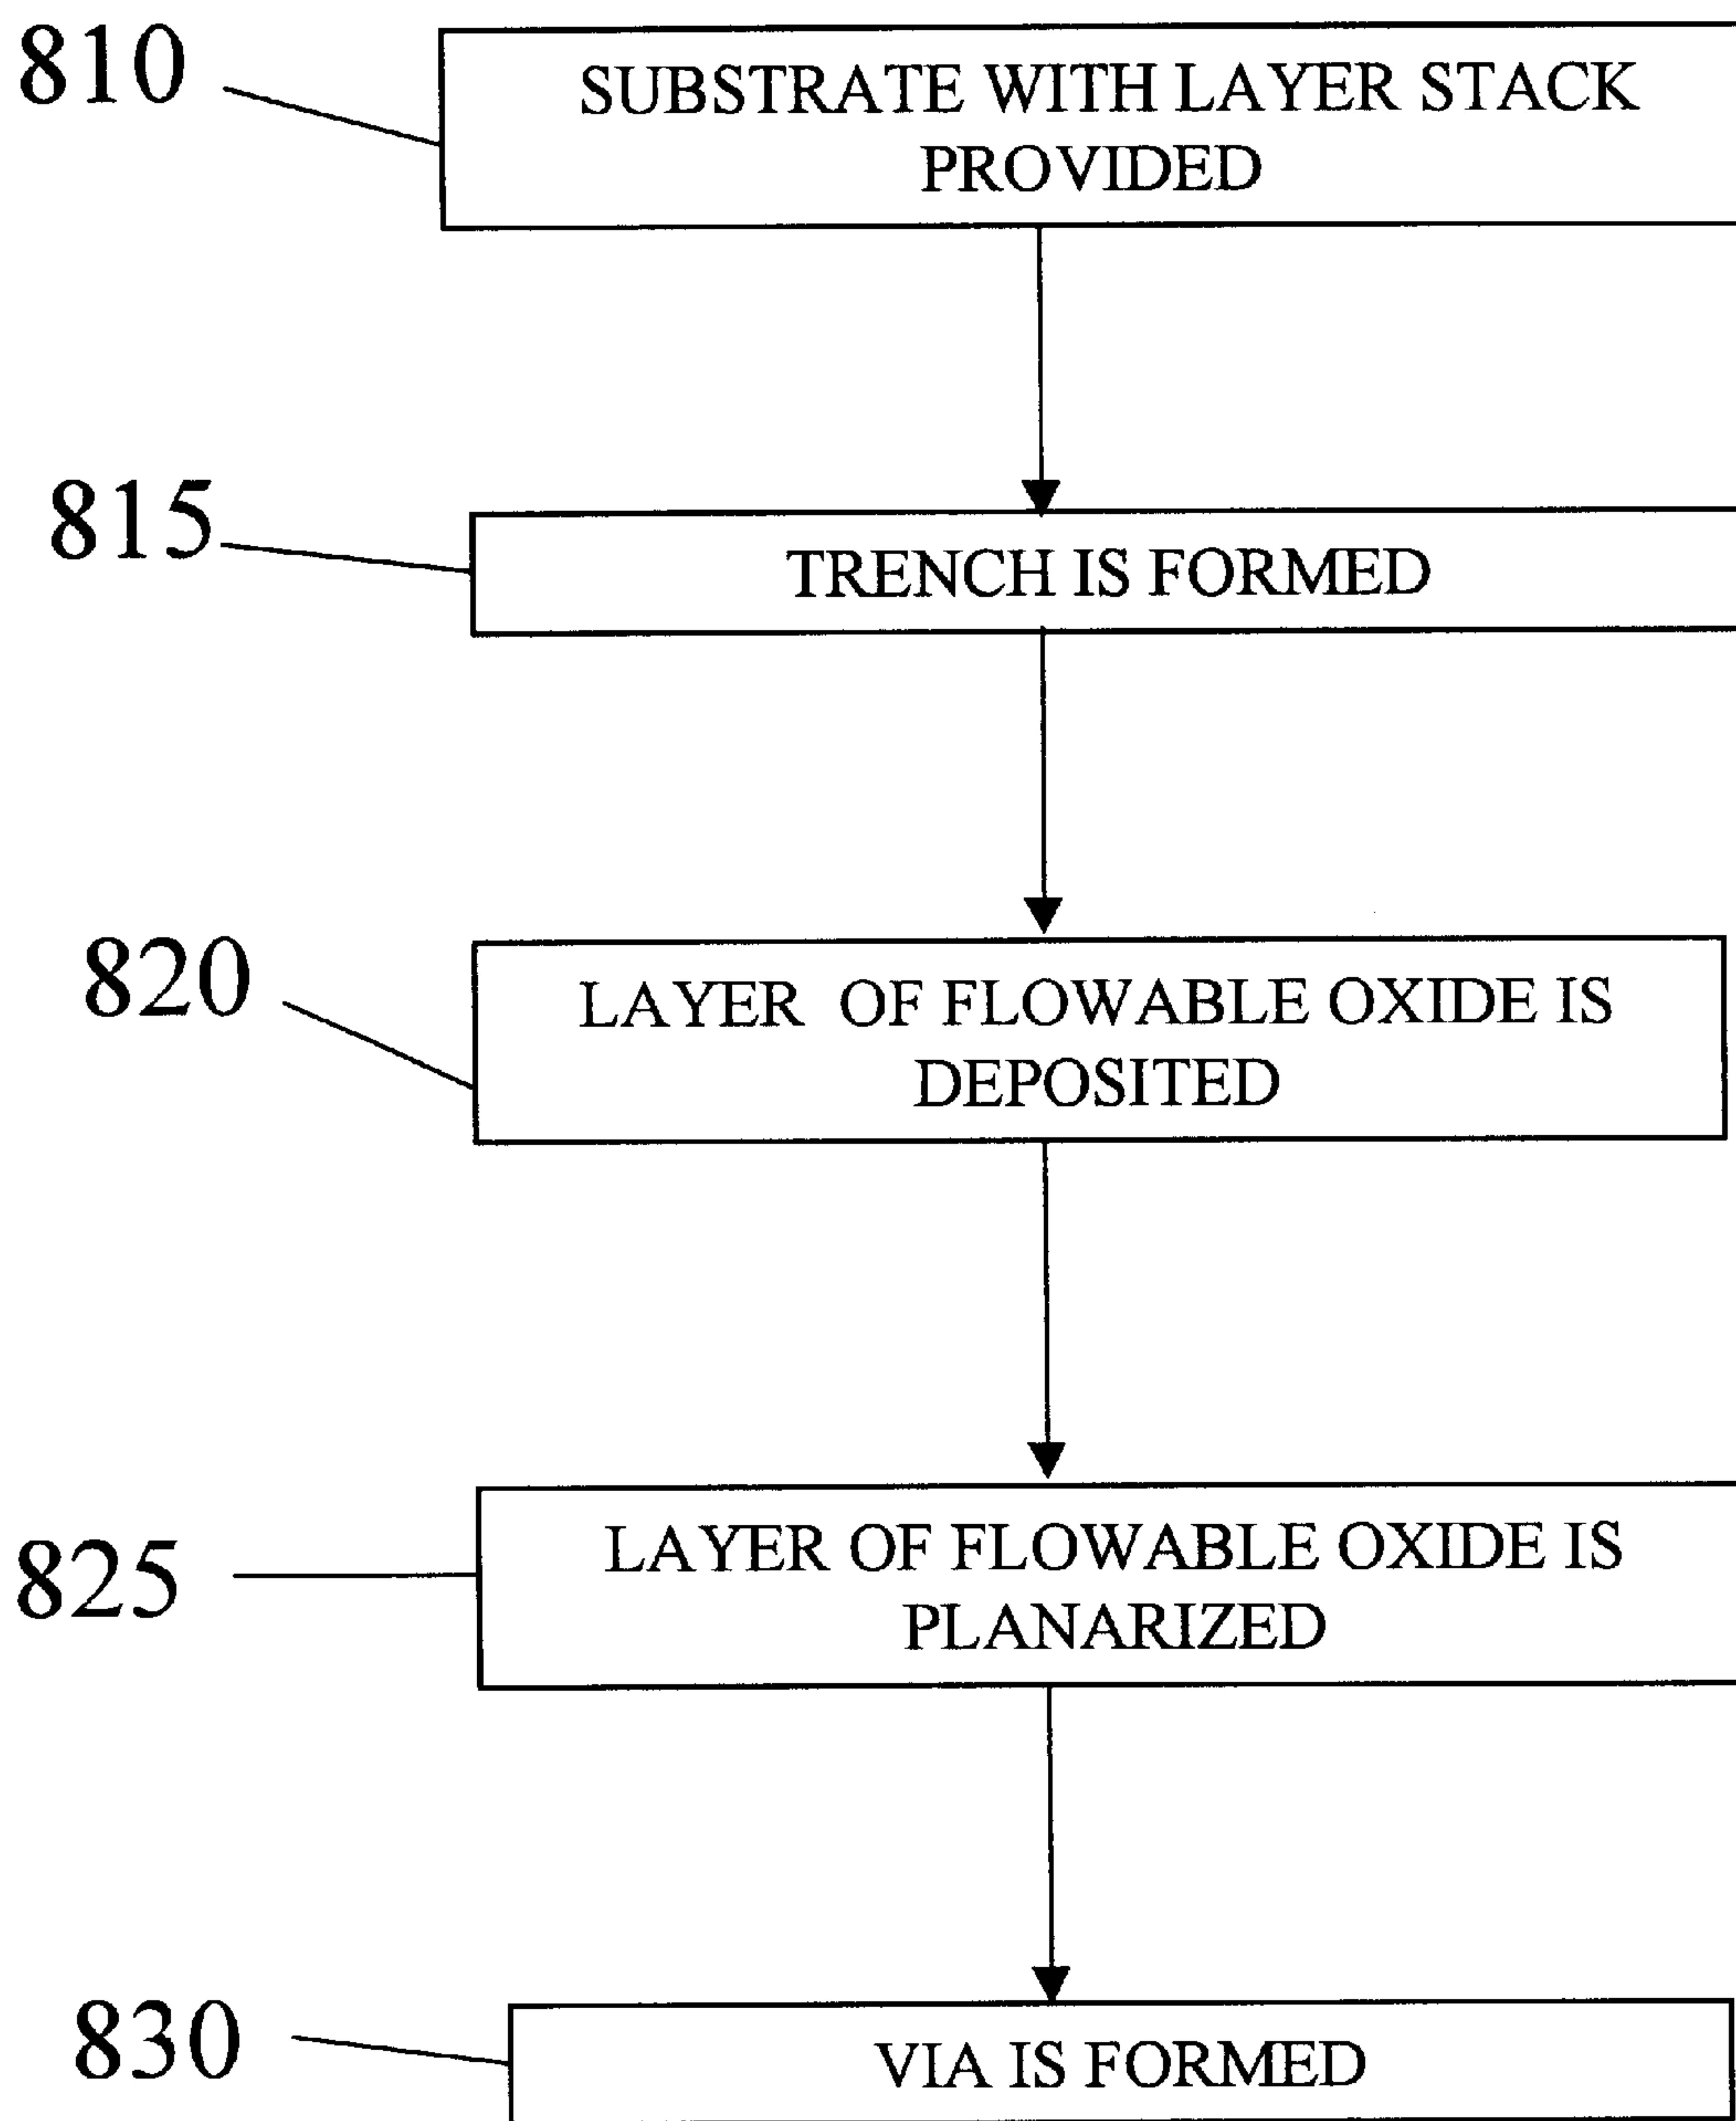 810
SUBSTRATE WITH LAYER STACK
PROVIDED
815
TRENCH IS FORMED
820
LAYER OF FLOWABLE OXIDE IS
DEPOSITED
825
LAYER OF FLOWABLE OXIDE IS
PLANARIZED
830
VIA IS FORMED